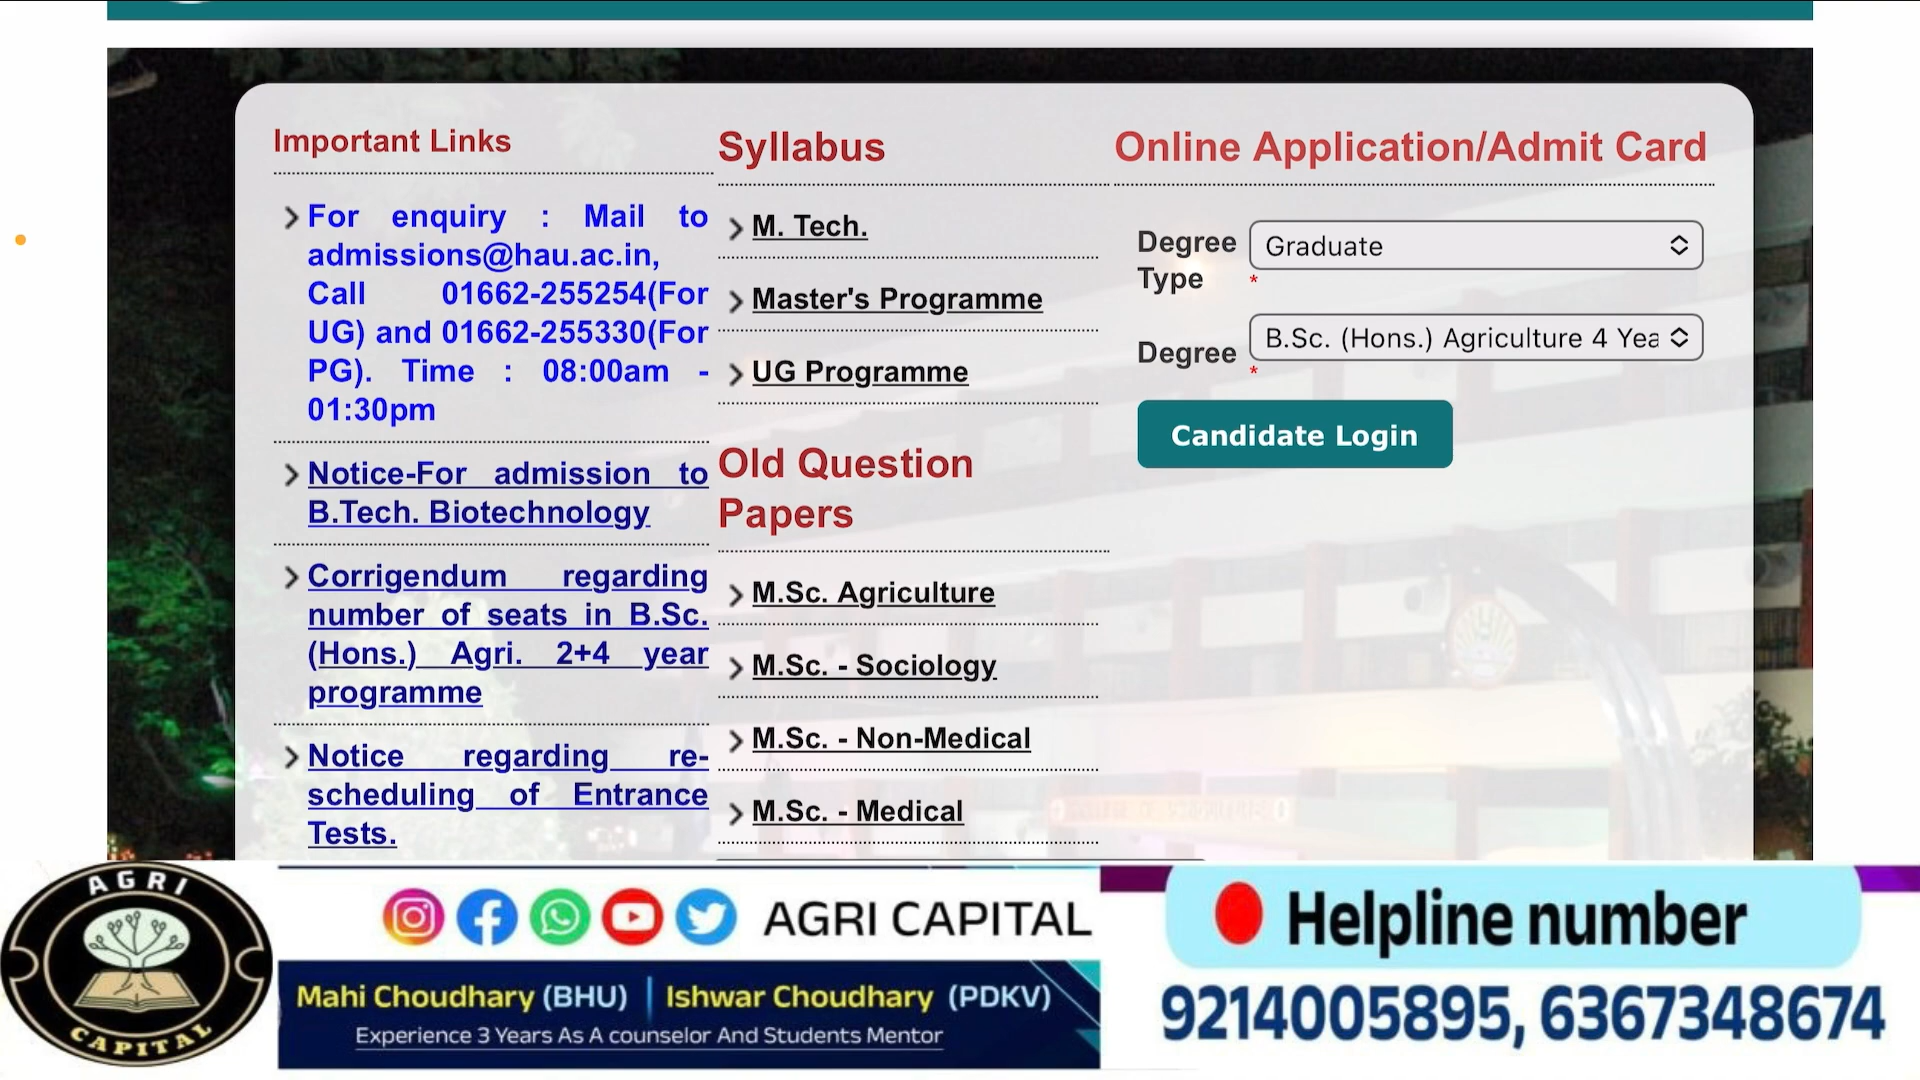 Important Links
For enquiry : Mail to
admissions@hau.ac.in,
Call 01662-255254(For
UG) and 01662-255330(For
PG). Time : 08:00am -
01:30pm
Notice-For admission to
B.Tech. Biotechnology
Corrigendum regarding
number of seats in B.Sc.
(Hons.) Agri. 2+4 year
programme
Notice regarding re-
scheduling of Entrance
Tests.
Syllabus
M. Tech.
Master's Programme
UG Programme
Old Question
Papers
M.Sc. Agriculture
M.Sc. - Sociology
M.Sc. - Non-Medical
M.Sc. - Medical
Online Application/Admit Card
Degree
Type
Graduate
*
Degree
B.Sc. (Hons.) Agriculture 4 Yea
*
Candidate Login
AGRI
CAPITAL
AGRI CAPITAL
Mahi Choudhary (BHU) | Ishwar Choudhary (PDKV)
Experience 3 Years As A counselor And Students Mentor
Helpline number
9214005895, 6367348674